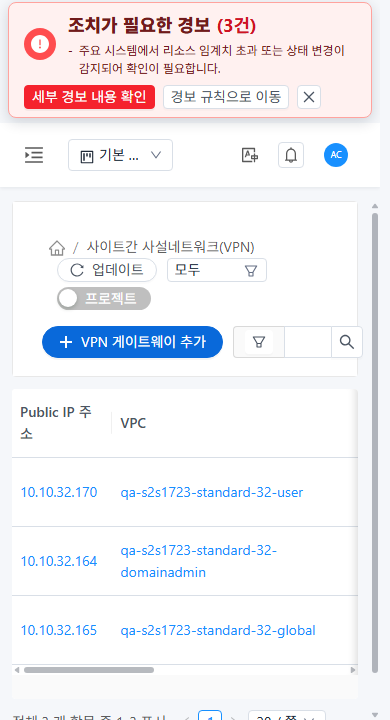 조치가 필요한 경보 (3건)
- 주요 시스템에서 리소스 임계치 초과 또는 상태 변경이
감지되어 확인이 필요합니다.
세부 경보 내용 확인 경보 규칙으로 이동
기본 ... AC
/ 사이트간 사설네트워크(VPN)
업데이트 모두
프로젝트
VPN 게이트웨이 추가
Public IP 주
소 VPC
10.10.32.170 qa-s2s1723-standard-32-user
10.10.32.164 qa-s2s1723-standard-32-
domainadmin
10.10.32.165 qa-s2s1723-standard-32-global